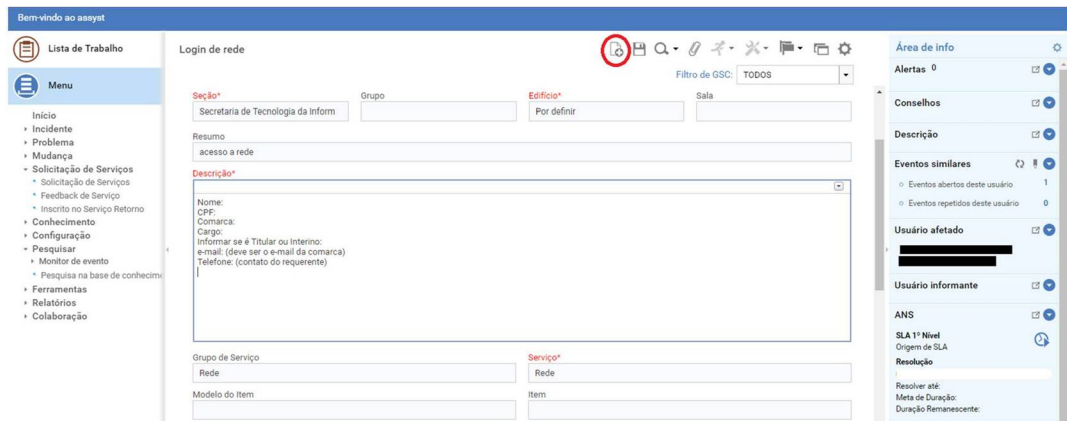 Bem-vindo ao assyst
Lista de Trabalho
Menu
Início
Incidente
Problema
Mudança
Solicitação de Serviços
Solicitação de Serviços
Feedback de Serviço
Inscrito no Serviço Retorno
Conhecimento
Configuração
Pesquisar
Monitor de evento
Pesquisa na base de conhecim
Ferramentas
Relatórios
Colaboração
Login de rede
Filtro de GSC: TODOS
Seção* Grupo Edifício* Sala
Secretaria de Tecnologia da Inform Por definir
Resumo
acesso a rede
Descrição*
Nome:
CPF:
Comarca:
Cargo:
Informar se é Titular ou Interino:
e-mail: (deve ser o e-mail da comarca)
Telefone: (contato do requerente)
Grupo de Serviço Serviço*
Rede Rede
Modelo do Item Item
Área de info
Alertas 0
Conselhos
Descrição
Eventos similares
Eventos abertos deste usuário 1
Eventos repetidos deste usuário 0
Usuário afetado
Usuário informante
ANS
SLA 1º Nível
Origem de SLA
Resolução
Resolver até:
Meta de Duração:
Duração Remanescente: